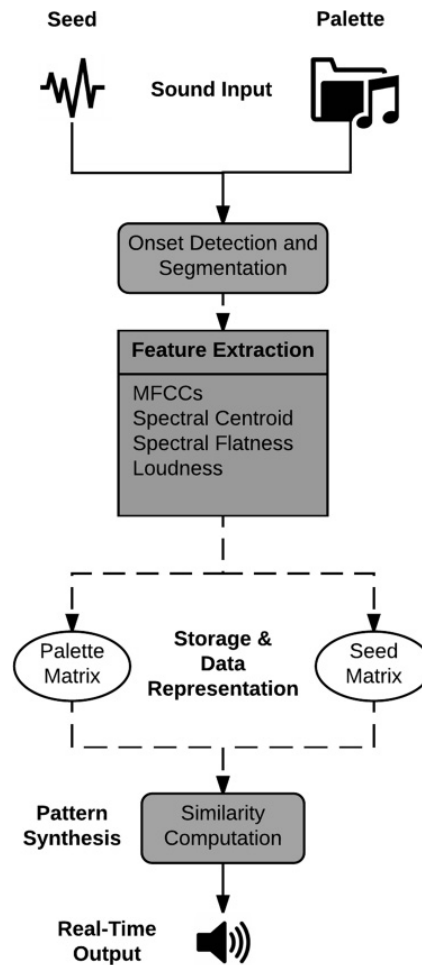 Seed
Palette
Sound Input
Onset Detection and
Segmentation
Feature Extraction
MFCCs
Spectral Centroid
Spectral Flatness
Loudness
Palette
Matrix
Storage &
Data
Representation
Seed
Matrix
Pattern
Synthesis
Similarity
Computation
Real-Time
Output